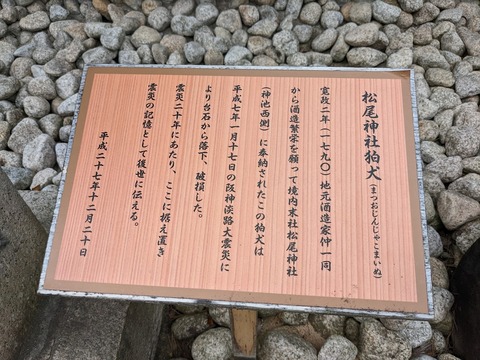 松尾神社狛犬(まつおじんじゃこまいぬ)
寛政二年(一七九〇)地元酒造家仲一同
から酒造繁栄を願って境内末社松尾神社
(神池西側)に奉納されたこの狛犬は
平成七年一月十七日の阪神淡路大震災に
より台石から落下、破損した。
震災二十年にあたり、ここに据え置き
震災の記憶として後世に伝える。
平成二十七年十二月二十日